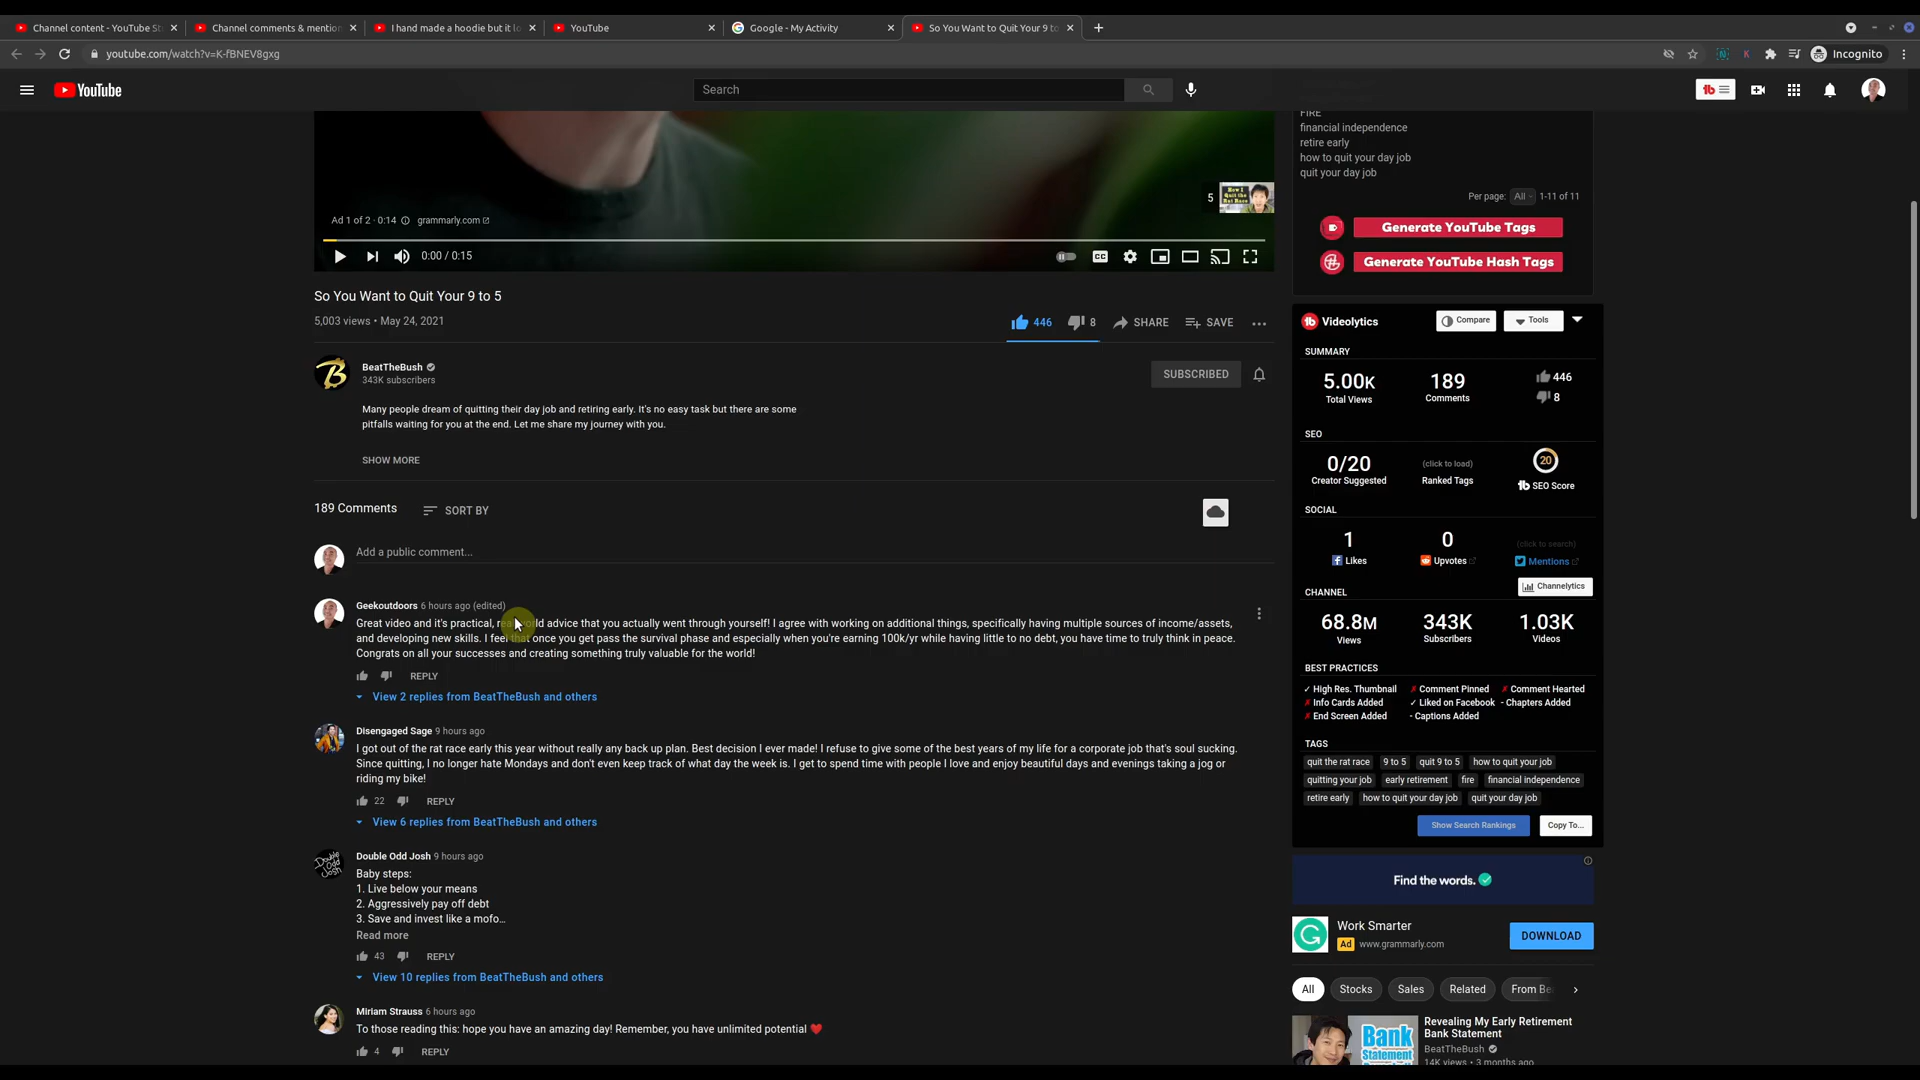 Channel content - YouTube St
Channel comments & mention
I hand made a hoodie but it lo
YouTube
Google - My Activity
So You Want to Quit Your 9 to
youtube.com/watch?v=K-fBNEV8gxg
Incognito
YouTube
Search
FIRE
financial independence
retire early
how to quit your day job
quit your day job
Per page: All 1-11 of 11
Generate YouTube Tags
Generate YouTube Hash Tags
5
How I Quit the Rat Race
Ad 1 of 2 · 0:14 grammarly.com
0:00 / 0:15
CC
So You Want to Quit Your 9 to 5
5,003 views • May 24, 2021
446 8 SHARE SAVE
BeatTheBush
343K subscribers
SUBSCRIBED
Many people dream of quitting their day job and retiring early. It's no easy task but there are some
pitfalls waiting for you at the end. Let me share my journey with you.
SHOW MORE
189 Comments SORT BY
Add a public comment...
Geekoutdoors 6 hours ago (edited)
Great video and it's practical, real world advice that you actually went through yourself! I agree with working on additional things, specifically having multiple sources of income/assets,
and developing new skills. I feel that once you get pass the survival phase and especially when you're earning 100k/yr while having little to no debt, you have time to truly think in peace.
Congrats on all your successes and creating something truly valuable for the world!
REPLY
View 2 replies from BeatTheBush and others
Disengaged Sage 9 hours ago
I got out of the rat race early this year without really any back up plan. Best decision I ever made! I refuse to give some of the best years of my life for a corporate job that's soul sucking.
Since quitting, I no longer hate Mondays and don't even keep track of what day the week is. I get to spend time with people I love and enjoy beautiful days and evenings taking a jog or
riding my bike!
22 REPLY
View 6 replies from BeatTheBush and others
Double Odd Josh
Double Odd Josh 9 hours ago
Baby steps:
1. Live below your means
2. Aggressively pay off debt
3. Save and invest like a mofo...
Read more
43 REPLY
View 10 replies from BeatTheBush and others
Miriam Strauss 6 hours ago
To those reading this: hope you have an amazing day! Remember, you have unlimited potential
4 REPLY
Videolytics Compare Tools
SUMMARY
5.00K 189 446
Total Views Comments 8
SEO
0/20 (click to load) 20
Creator Suggested Ranked Tags SEO Score
SOCIAL
1 0 (click to search)
Likes Upvotes Mentions
CHANNEL Channelytics
68.8M 343K 1.03K
Views Subscribers Videos
BEST PRACTICES
✓ High Res. Thumbnail ✗ Comment Pinned ✗ Comment Hearted
✗ Info Cards Added ✓ Liked on Facebook - Chapters Added
✗ End Screen Added - Captions Added
TAGS
quit the rat race 9 to 5 quit 9 to 5 how to quit your job
quitting your job early retirement fire financial independence
retire early how to quit your day job quit your day job
Show Search Rankings Copy To...
Find the words.
Work Smarter
Ad www.grammarly.com
DOWNLOAD
All Stocks Sales Related From Be
Bank Statement
Revealing My Early Retirement
Bank Statement
BeatTheBush
14K views • 3 months ago